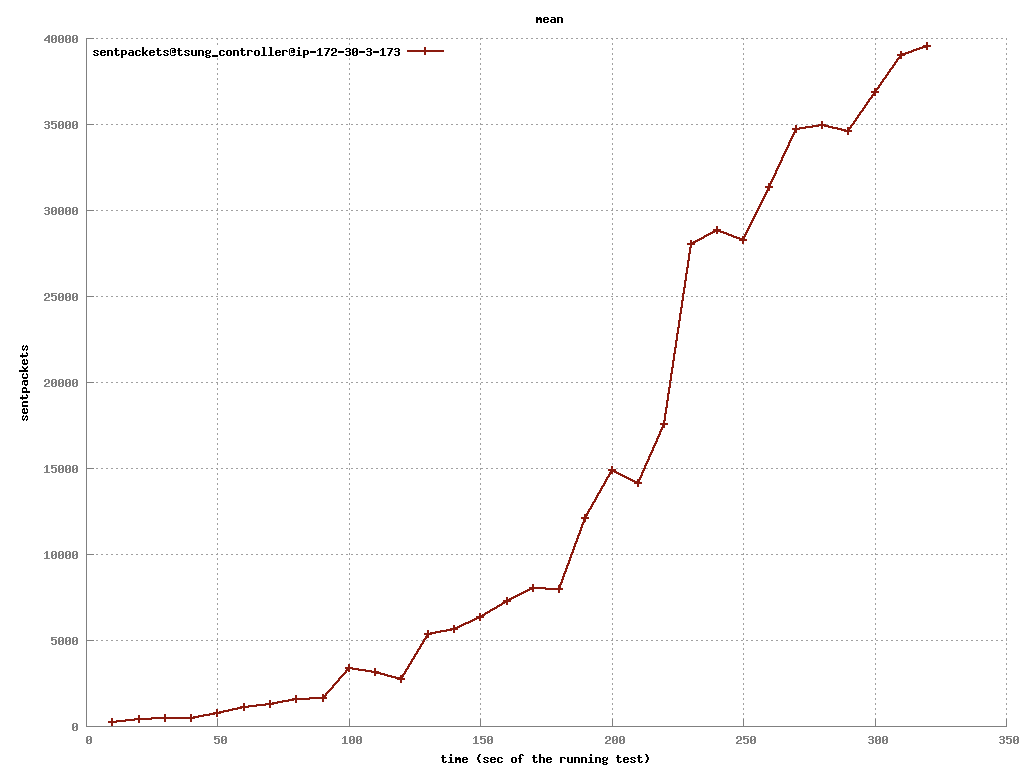 mean
sentpackets@tsung_controller@ip-172-30-3-173
40000
35000
30000
25000
20000
15000
10000
5000
0
sentpackets
0 50 100 150 200 250 300 350
time (sec of the running test)